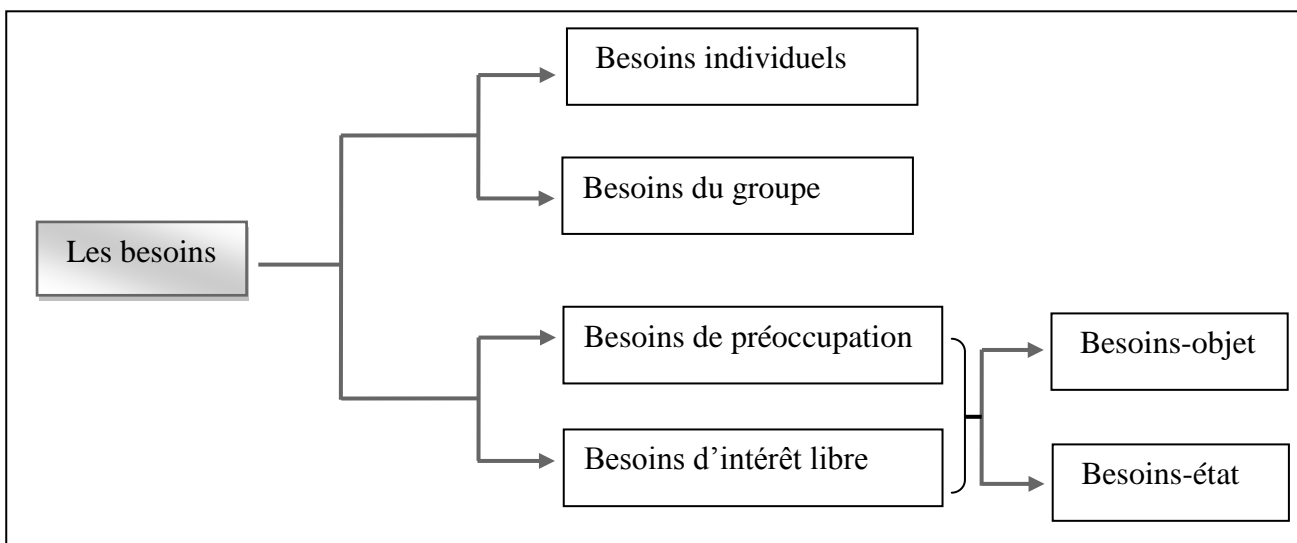 Besoins individuels
Besoins du groupe
Les besoins
Besoins de préoccupation
Besoins-objet
Besoins d’intérêt libre
Besoins-état